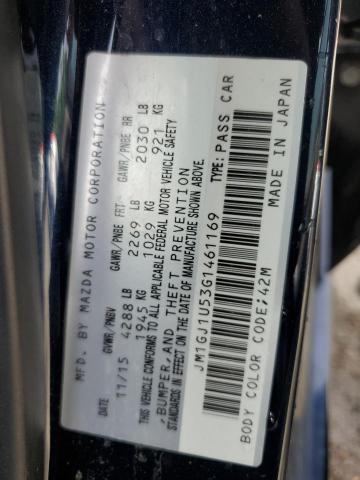 MFD. BY MAZDA MOTOR CORPORATION
DATE GVWR/PNBV GAWR/PNBE FRT GAWR/PNBE RR
11/15 4288 LB 2269 LB 2030 LB
1945 KG 1029 KG 921 KG
THIS VEHICLE CONFORMS TO ALL APPLICABLE FEDERAL MOTOR VEHICLE SAFETY
,BUMPER,AND THEFT PREVENTION
STANDARDS IN EFFECT ON THE DATE OF MANUFACTURE SHOWN ABOVE.
JM1GJ1U53G1461169 TYPE: PASS CAR
BODY COLOR CODE;42M MADE IN JAPAN